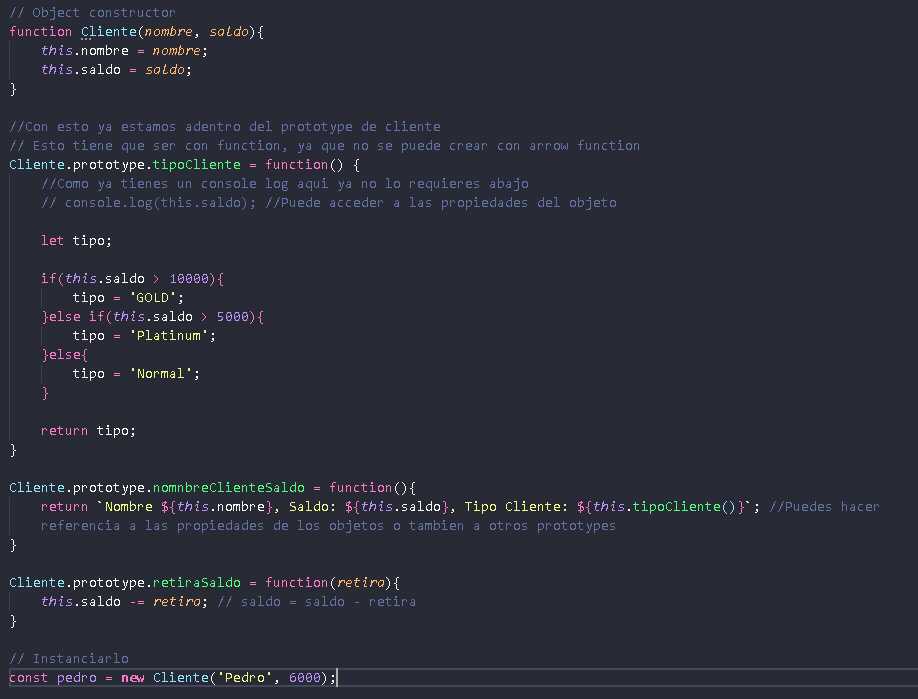 // Object constructor
function Cliente(nombre, saldo){
    this.nombre = nombre;
    this.saldo = saldo;
}

//Con esto ya estamos adentro del prototype de cliente
// Esto tiene que ser con function, ya que no se puede crear con arrow function
Cliente.prototype.tipoCliente = function() {
    //Como ya tienes un console log aqui ya no lo requieres abajo
    // console.log(this.saldo); //Puede acceder a las propiedades del objeto

    let tipo;

    if(this.saldo > 10000){
        tipo = 'GOLD';
    }else if(this.saldo > 5000){
        tipo = 'Platinum';
    }else{
        tipo = 'Normal';
    }

    return tipo;
}

Cliente.prototype.nomnbreClienteSaldo = function(){
    return `Nombre ${this.nombre}, Saldo: ${this.saldo}, Tipo Cliente: ${this.tipoCliente()}`; //Puedes hacer
    referencia a las propiedades de los objetos o tambien a otros prototypes
}

Cliente.prototype.retiraSaldo = function(retira){
    this.saldo -= retira; // saldo = saldo - retira
}

// Instanciarlo
const pedro = new Cliente('Pedro', 6000);